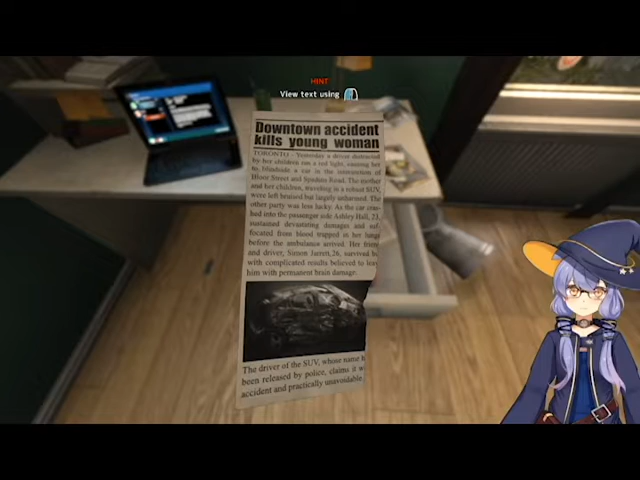 HINT
View text using
Downtown accident
kills young woman
TORONTO - Yesterday a driver distracted
by her children ran a red light, causing her
to blindside a car in the intersection of
Bloor Street and Spadina Road. The mother
and her children, traveling in a robust SUV,
were left bruised but largely unharmed. The
other party was less lucky. As the car
hed into the passenger side Ashley Hall, 23,
sustained devastating damages and suf-
focated from blood trapped in her lungs
before the ambulance arrived. Her friend
and driver, Simon Jarrett, 26, survived b
with complicated results believed to leav
him with permanent brain damage.
The driver of the SUV, whose name h
been released by police, claims it w
accident and practically unavoidable